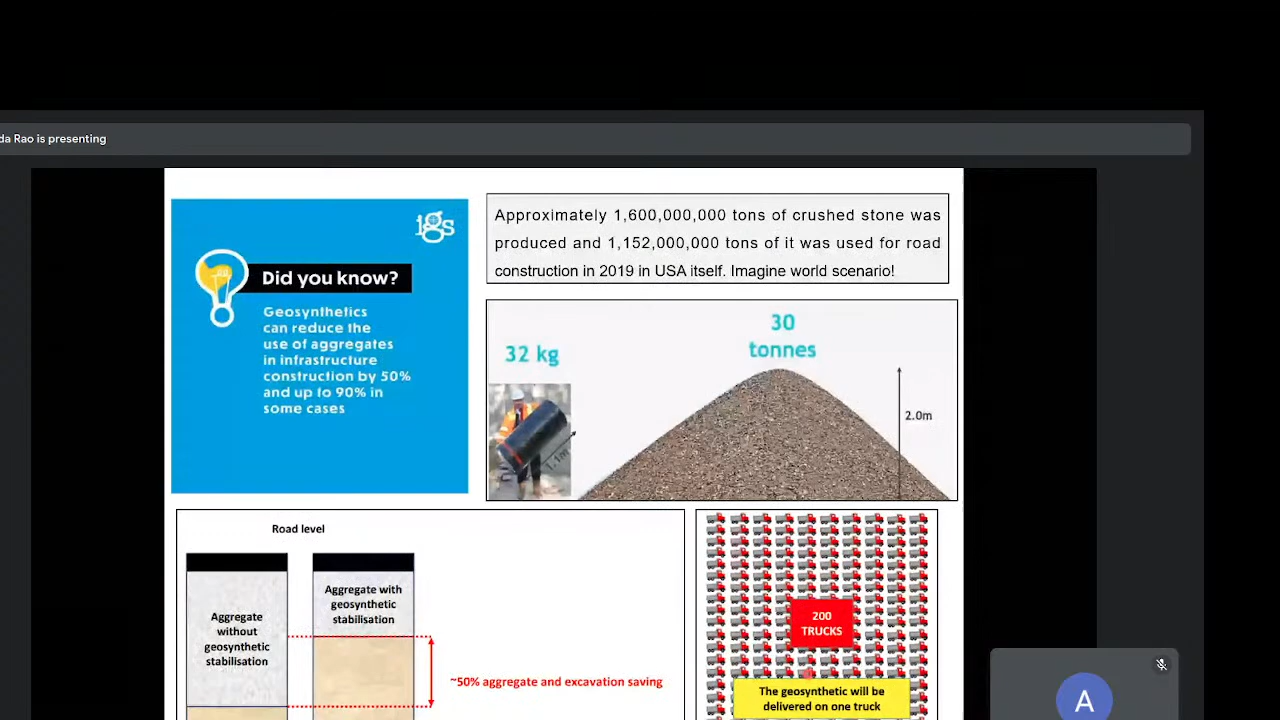 da Rao is presenting
igs
Did you know?
Geosynthetics
can reduce the
use of aggregates
in infrastructure
construction by 50%
and up to 90% in
some cases
Approximately 1,600,000,000 tons of crushed stone was
produced and 1,152,000,000 tons of it was used for road
construction in 2019 in USA itself. Imagine world scenario!
32 kg
30
tonnes
2.0m
1.1m
Road level
Aggregate
without
geosynthetic
stabilisation
Aggregate with
geosynthetic
stabilisation
~50% aggregate and excavation saving
200
TRUCKS
The geosynthetic will be
delivered on one truck
A